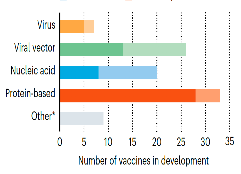 Virus
Viral vector
Nucleic acid
Protein-based
Other*
0 5 10 15 20 25 30 35
Number of vaccines in development